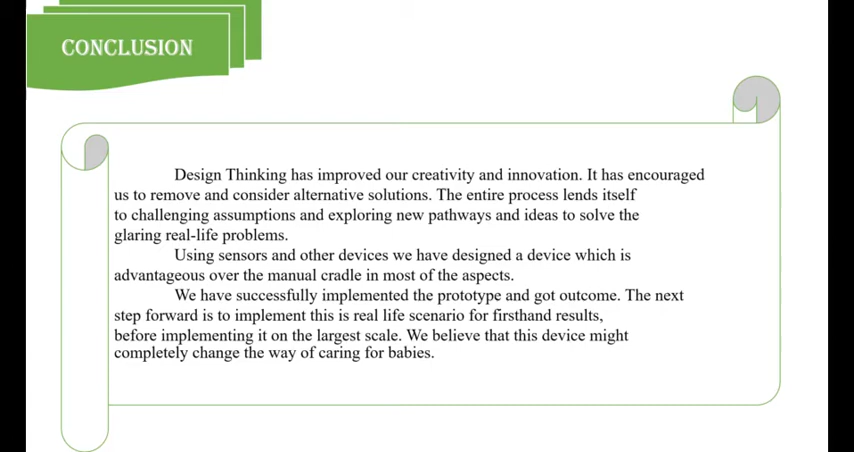 CONCLUSION
Design Thinking has improved our creativity and innovation. It has encouraged
us to remove and consider alternative solutions. The entire process lends itself
to challenging assumptions and exploring new pathways and ideas to solve the
glaring real-life problems.
Using sensors and other devices we have designed a device which is
advantageous over the manual cradle in most of the aspects.
We have successfully implemented the prototype and got outcome. The next
step forward is to implement this is real life scenario for firsthand results,
before implementing it on the largest scale. We believe that this device might
completely change the way of caring for babies.